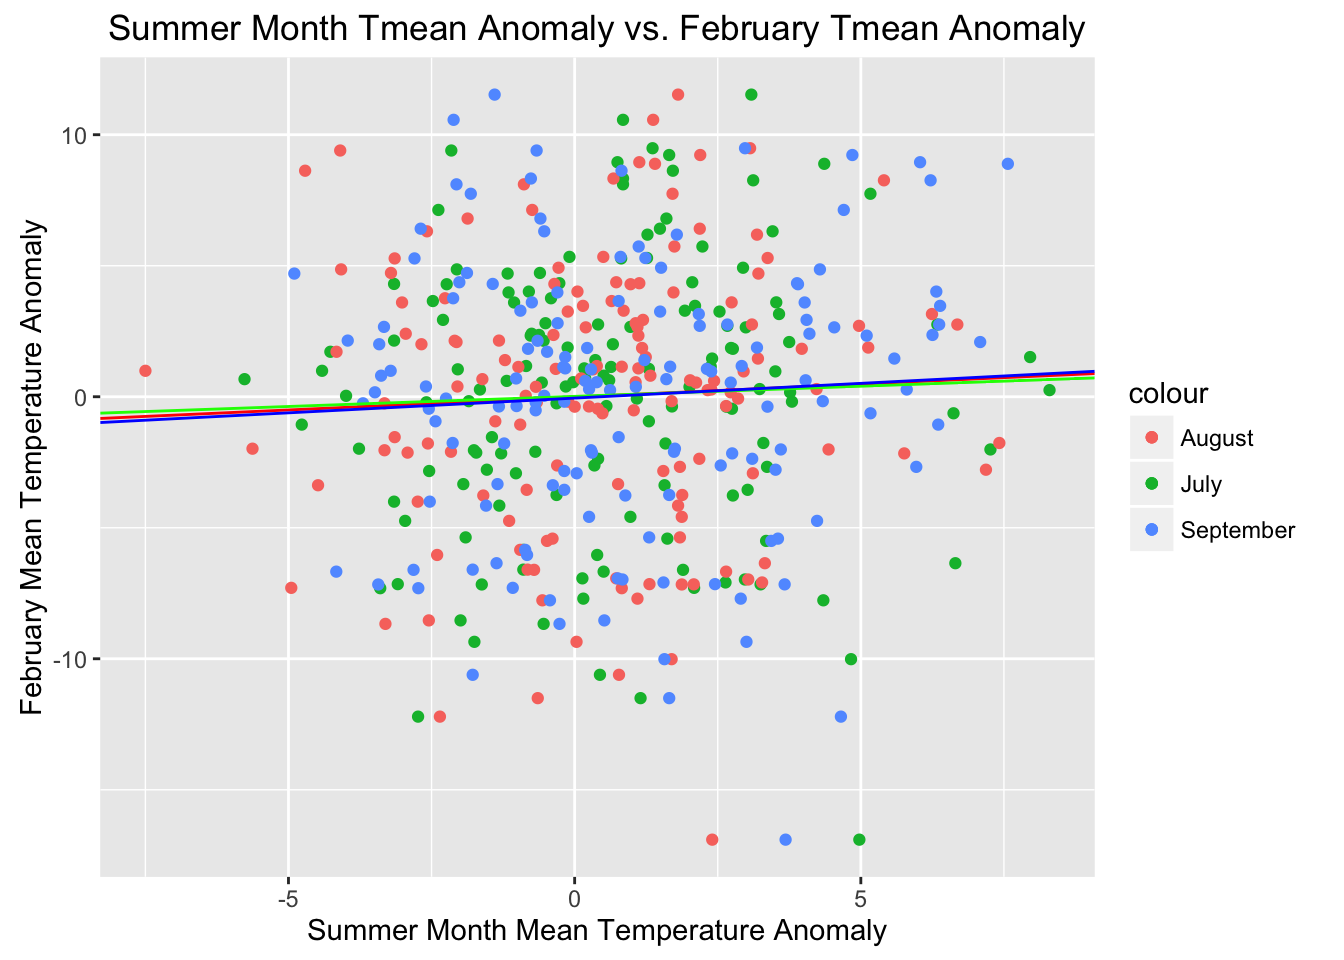 Summer Month Tmean Anomaly vs. February Tmean Anomaly
February Mean Temperature Anomaly
10
0
-10
-5
0
5
Summer Month Mean Temperature Anomaly
colour
August
July
September